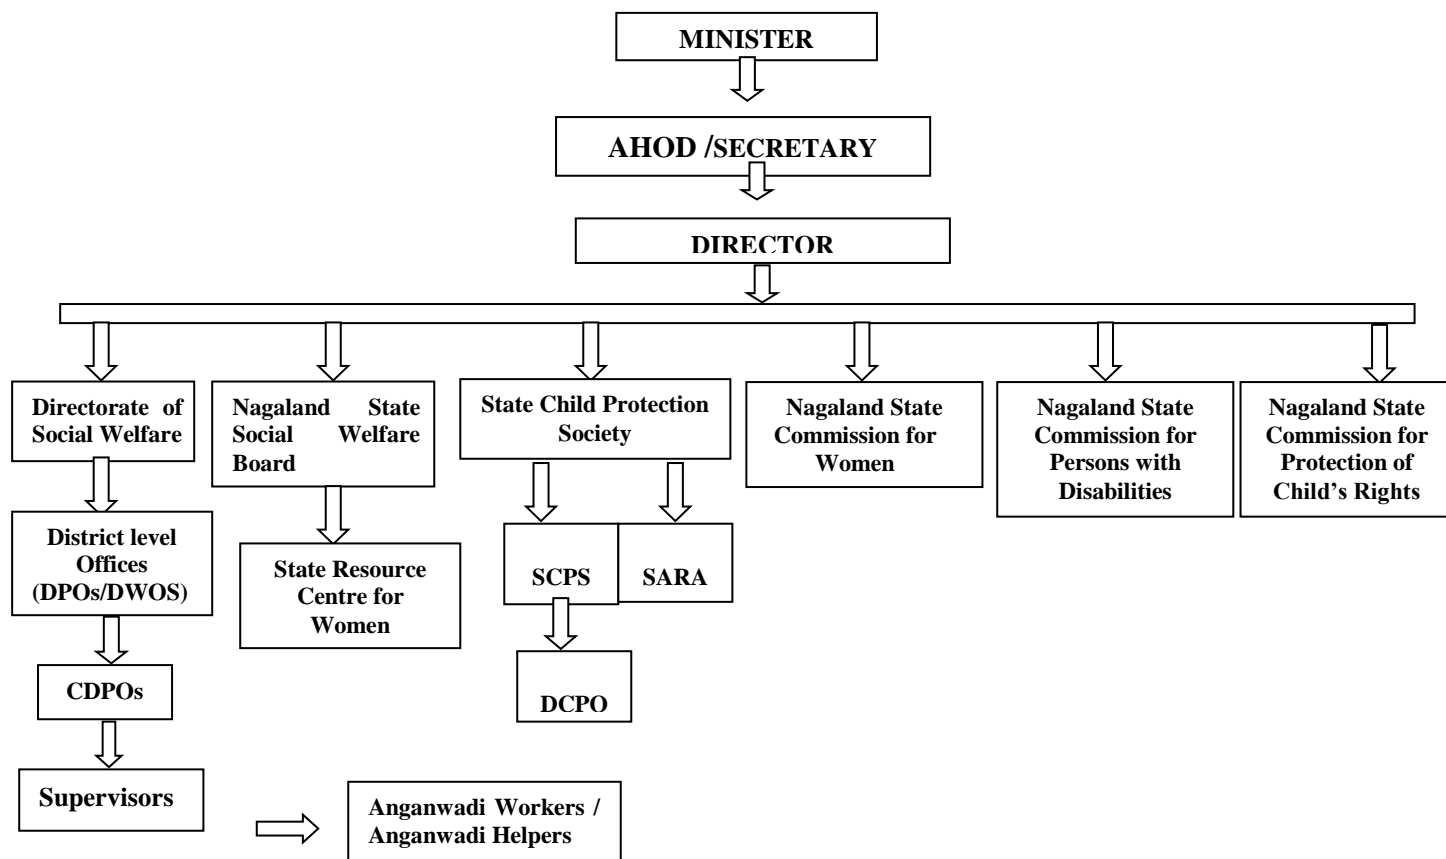 MINISTER
AHOD /SECRETARY
DIRECTOR
Directorate of
Social Welfare
Nagaland State
Social Welfare
Board
State Child Protection
Society
Nagaland State
Commission for
Women
Nagaland State
Commission for
Persons with
Disabilities
Nagaland State
Commission for
Protection of
Child’s Rights
District level
Offices
(DPOs/DWOS)
State Resource
Centre for
Women
SCPS
SARA
CDPOs
DCPO
Supervisors
Anganwadi Workers /
Anganwadi Helpers